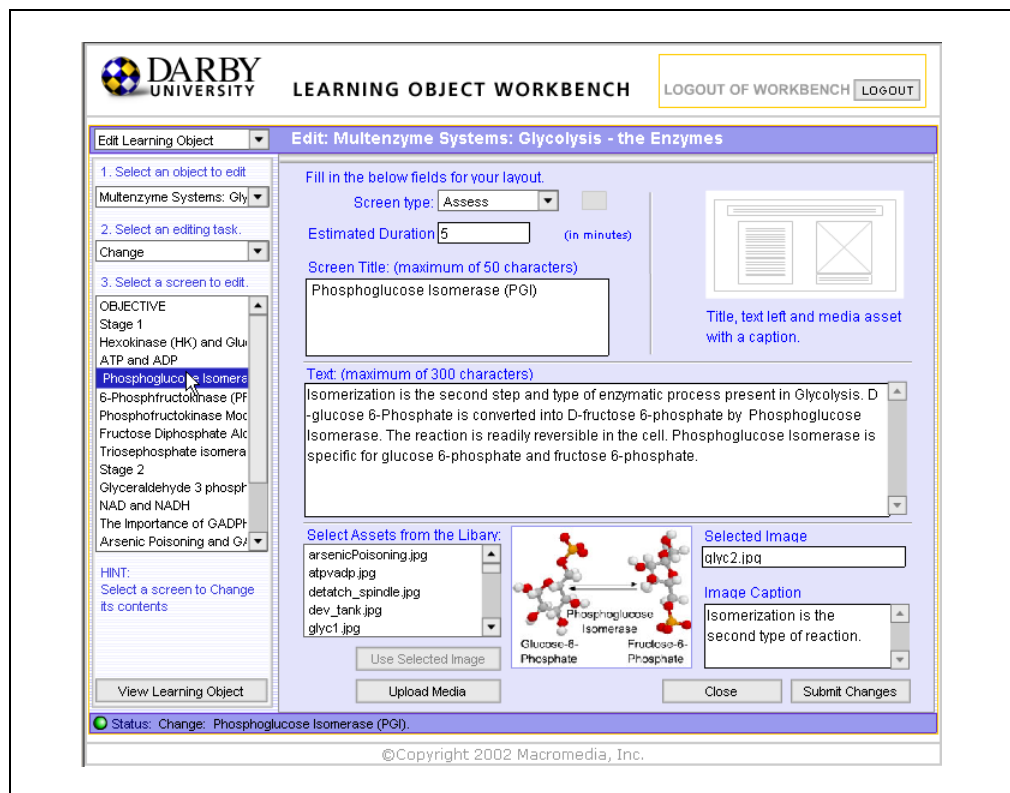 DARBY
UNIVERSITY
LEARNING OBJECT WORKBENCH
LOGOUT OF WORKBENCH
LOGOUT
Edit Learning Object
Edit: Multenzyme Systems: Glycolysis - the Enzymes
1. Select an object to edit
Multenzyme Systems: Gly
2. Select an editing task.
Change
3. Select a screen to edit.
OBJECTIVE
Stage 1
Hexokinase (HK) and Glu
ATP and ADP
Phosphoglucose Isomera
6-Phosphfructokinase (PF
Phosphofructokinase Moc
Fructose Diphosphate Alc
Triosephosphate isomera
Stage 2
Glyceraldehyde 3 phosph
NAD and NADH
The Importance of GADPH
Arsenic Poisoning and GA
HINT:
Select a screen to Change
its contents
View Learning Object
Fill in the below fields for your layout.
Screen type: Assess
Estimated Duration 5 (in minutes)
Screen Title: (maximum of 50 characters)
Phosphoglucose Isomerase (PGI)
Title, text left and media asset
with a caption.
Text: (maximum of 300 characters)
Isomerization is the second step and type of enzymatic process present in Glycolysis. D
-glucose 6-Phosphate is converted into D-fructose 6-phosphate by Phosphoglucose
Isomerase. The reaction is readily reversible in the cell. Phosphoglucose Isomerase is
specific for glucose 6-phosphate and fructose 6-phosphate.
Select Assets from the Libary:
arsenicPoisoning.jpg
atpvadp.jpg
detatch_spindle.jpg
dev_tank.jpg
glyc1.jpg
Use Selected Image
Upload Media
Phosphoglucose
Isomerase
Glucose-6-
Phosphate
Fructose-6-
Phosphate
Selected Image
glyc2.jpg
Image Caption
Isomerization is the
second type of reaction.
Close
Submit Changes
Status: Change: Phosphoglucose Isomerase (PGI).
©Copyright 2002 Macromedia, Inc.